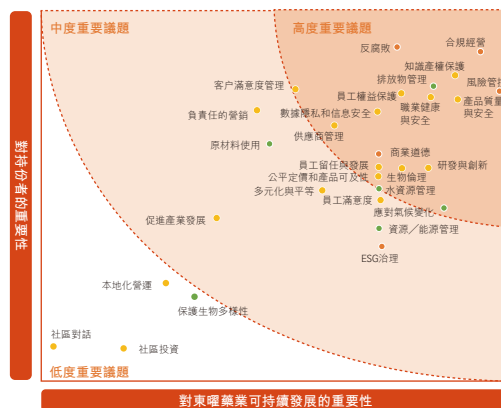 中度重要議題
高度重要議題
反腐敗
合規經營
知識產權保護
排放物管理
風險管控
客戶滿意度管理
員工權益保護
職業健康
與安全
產品質量
與安全
負責任的營銷
數據隱私和信息安全
供應商管理
原材料使用
商業道德
員工留任與發展
研發與創新
公平定價和產品可及性
生物倫理
多元化與平等
水資源管理
員工滿意度
應對氣候變化
促進產業發展
資源／能源管理
ESG治理
本地化營運
保護生物多樣性
社區對話
社區投資
低度重要議題
對持份者的重要性
對東曜藥業可持續發展的重要性